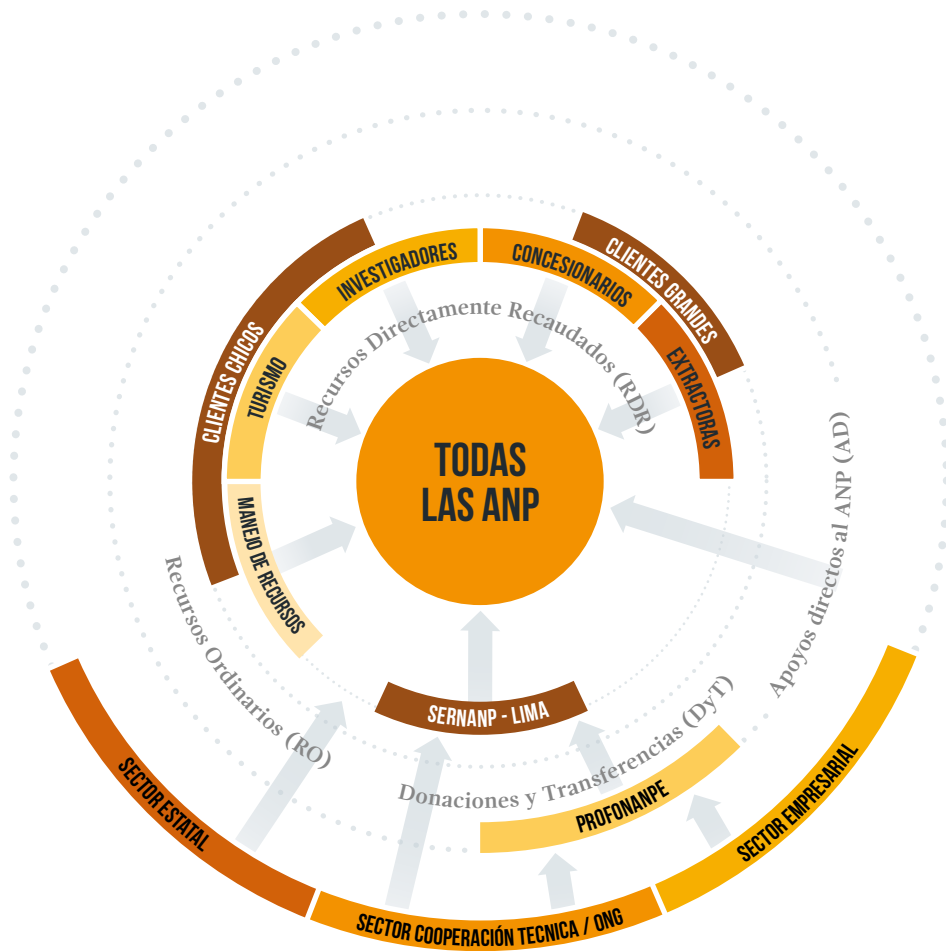 CLIENTES CHICOS
CLIENTES GRANDES
INVESTIGADORES
CONCESIONARIOS
TURISMO
EXTRACTORAS
MANEJO DE RECURSOS
Recursos Directamente Recaudados (RDR)
TODAS
LAS ANP
Apoyos directos al ANP (AD)
Recursos Ordinarios (RO)
SERNANP - LIMA
Donaciones y Transferencias (DyT)
PROFONANPE
SECTOR ESTATAL
SECTOR COOPERACIÓN TECNICA / ONG
SECTOR EMPRESARIAL